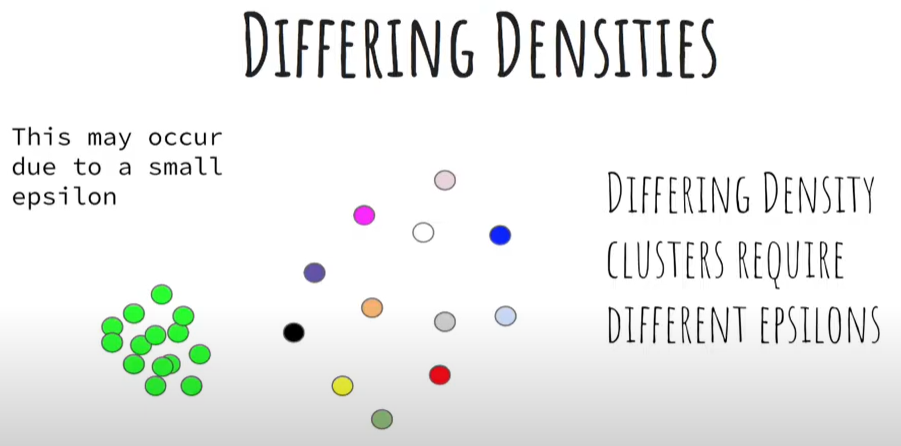 DIFFERING DENSITIES
This may occur
due to a small
epsilon
DIFFERING DENSITY
CLUSTERS REQUIRE
DIFFERENT EPSILONS